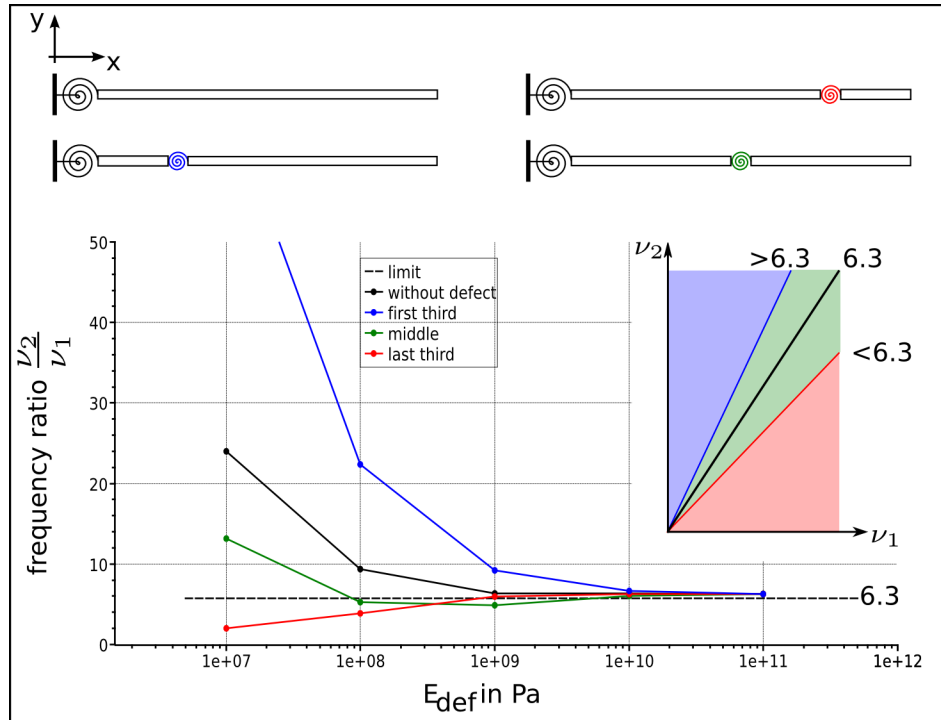 y
x
50
40
30
20
10
0
frequency ratio ν2/ν1
limit
without defect
first third
middle
last third
ν2
>6.3
6.3
<6.3
ν1
6.3
1e+07
1e+08
1e+09
1e+10
1e+11
1e+12
E_def in Pa